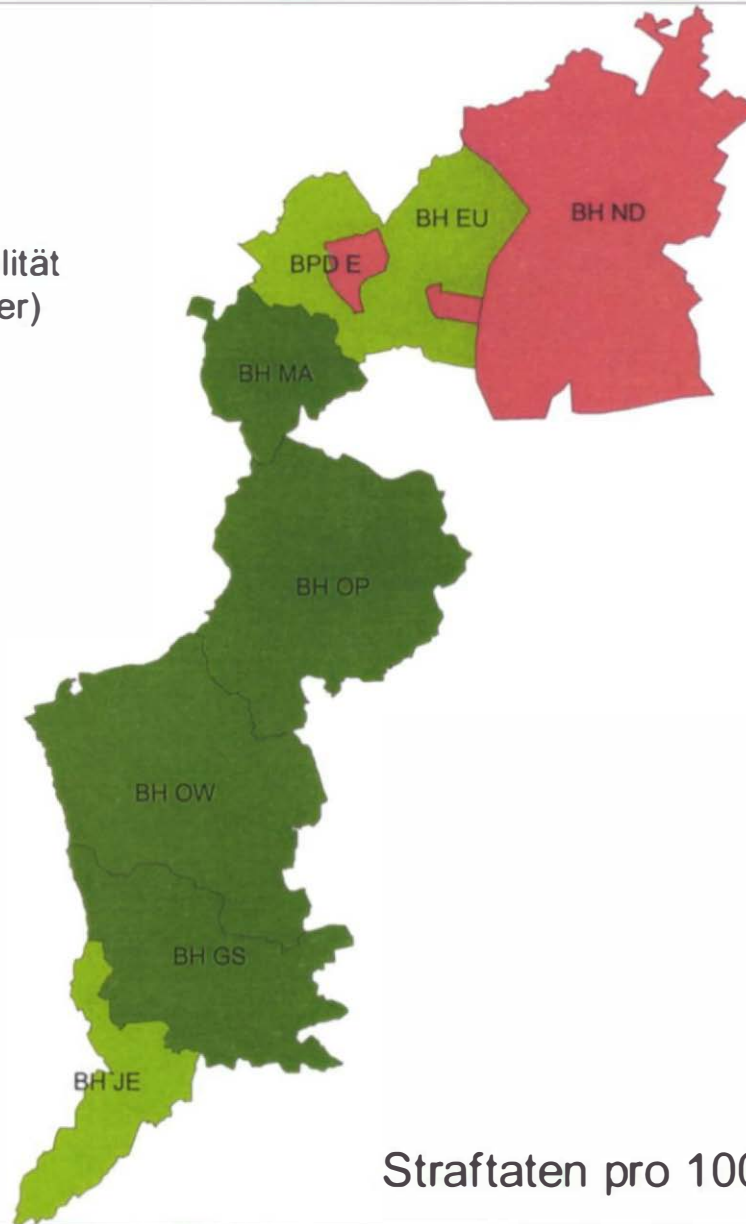 BH EU
BH ND
lität
BPD E
er)
BH MA
BH OP
BH OW
BH GS
BH JE
Straftaten pro 100